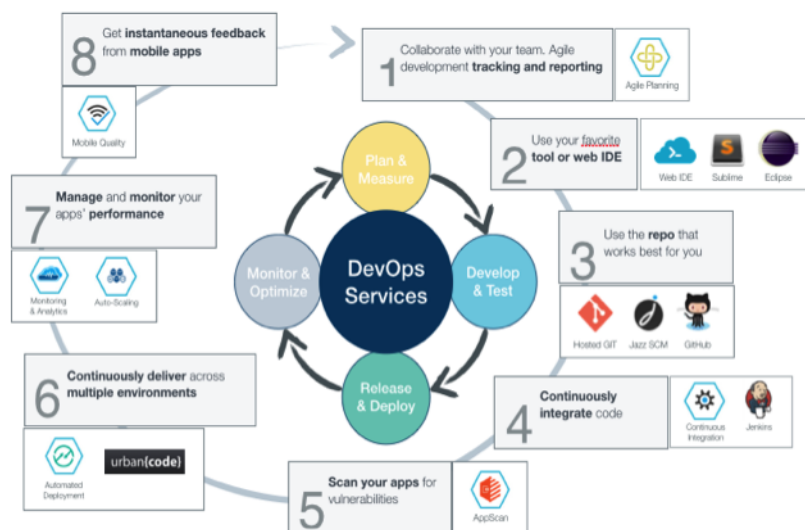 8
Get instantaneous feedback
from mobile apps
Mobile Quality
1
Collaborate with your team. Agile
development tracking and reporting
Agile Planning
2
Use your favorite
tool or web IDE
Web IDE
Sublime
Eclipse
3
Use the repo that
works best for you
Hosted GIT
Jazz SCM
GitHub
4
Continuously
integrate code
Continuous
Integration
Jenkins
5
Scan your apps for
vulnerabilities
AppScan
6
Continuously deliver across
multiple environments
Automated
Deployment
urban{code}
7
Manage and monitor your
apps' performance
Monitoring
& Analytics
Auto-Scaling
Plan &
Measure
Develop
& Test
Release
& Deploy
Monitor &
Optimize
DevOps
Services